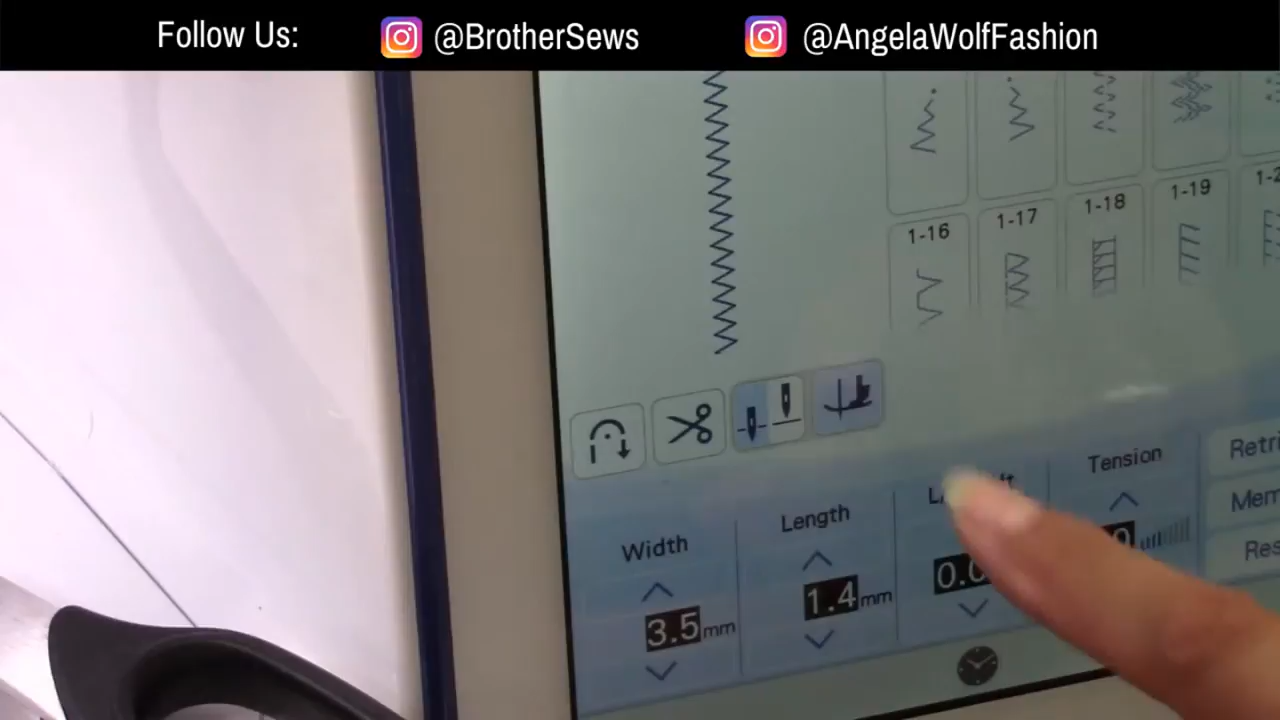 Follow Us: @BrotherSews @AngelaWolfFashion
1-16 1-17 1-18 1-19
Width Length Tension
3.5mm 1.4mm